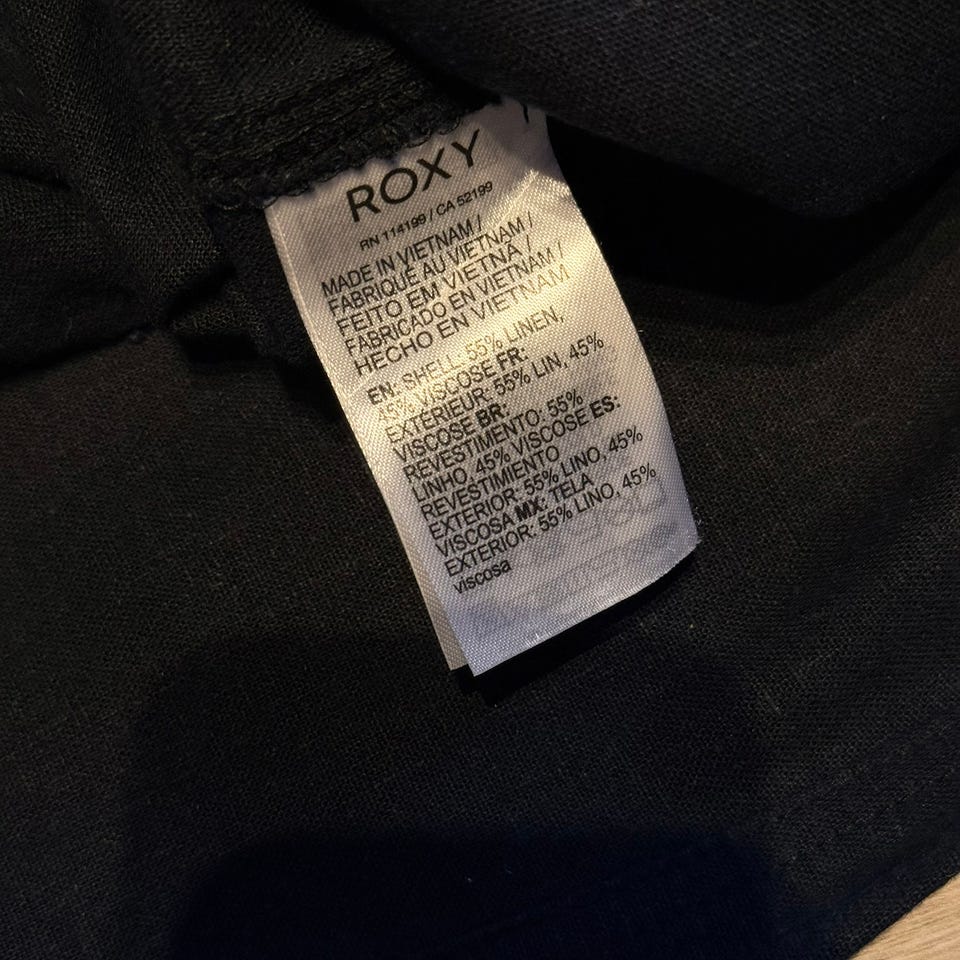 ROXY
RN 114199 / CA 52199
MADE IN VIETNAM /
FABRIQUÉ AU VIETNAM /
FEITO EM VIETNÃ /
FABRICADO EN VIETNAM /
HECHO EN VIETNAM
EN: SHELL: 55% LINEN,
45% VISCOSE FR:
EXTÉRIEUR: 55% LIN, 45%
VISCOSE BR:
REVESTIMENTO: 55%
LINHO, 45% VISCOSE ES:
REVESTIMIENTO
EXTERIOR: 55% LINO, 45%
VISCOSA MX: TELA
EXTERIOR: 55% LINO, 45%
viscosa